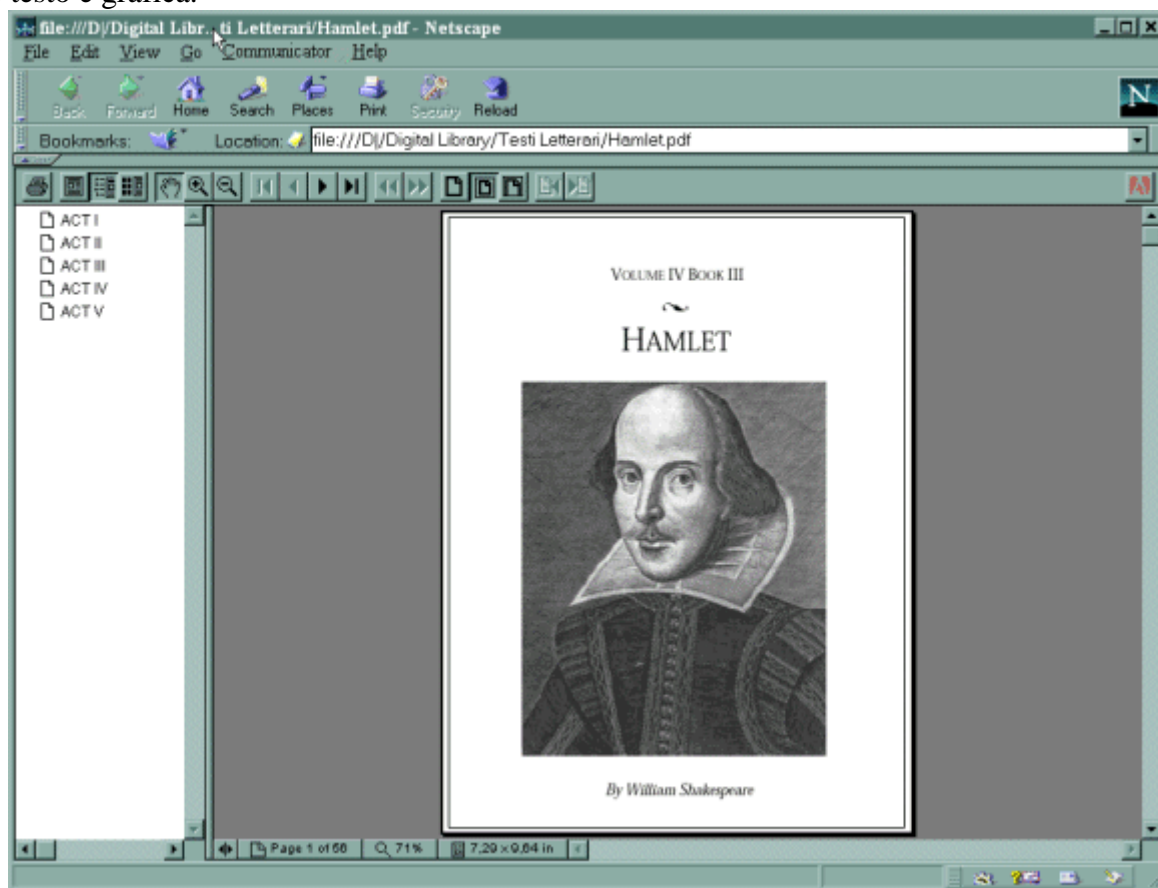 testo e grafica.
file:///D|/Digital Libr...ti Letterari/Hamlet.pdf - Netscape
File Edit View Go Communicator Help
Back Forward Home Search Places Print Security Reload
N
Bookmarks: Location: file:///D|/Digital Library/Testi Letterari/Hamlet.pdf
ACT I
ACT II
ACT III
ACT IV
ACT V
VOLUME IV BOOK III
HAMLET
By William Shakespeare
Page 1 of 56 71% 7,29 x 9,64 in